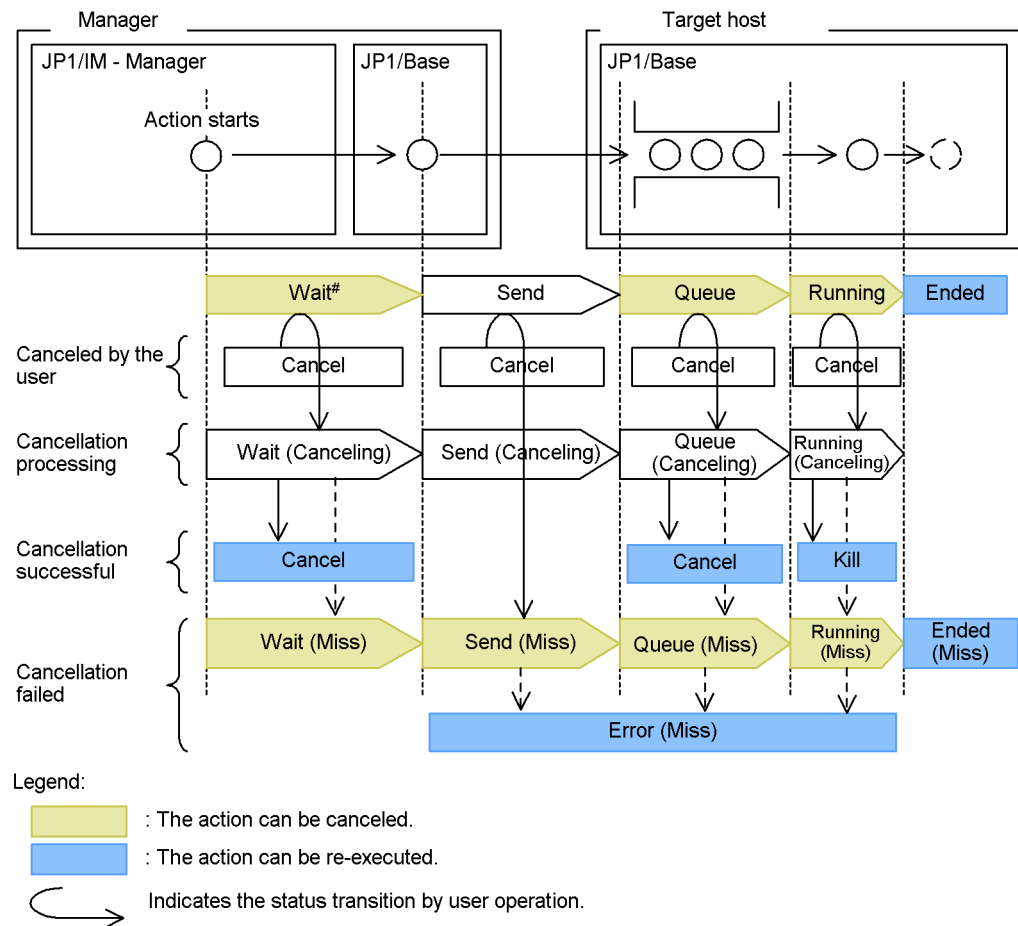 Manager
Target host
JP1/IM - Manager
JP1/Base
JP1/Base
Action starts
Wait#
Send
Queue
Running
Ended
Canceled by the
user
Cancel
Cancel
Cancel
Cancel
Cancellation
processing
Wait (Canceling)
Send (Canceling)
Queue
(Canceling)
Running
(Canceling)
Cancellation
successful
Cancel
Cancel
Kill
Cancellation
failed
Wait (Miss)
Send (Miss)
Queue (Miss)
Running
(Miss)
Ended
(Miss)
Error (Miss)
Legend:
: The action can be canceled.
: The action can be re-executed.
Indicates the status transition by user operation.